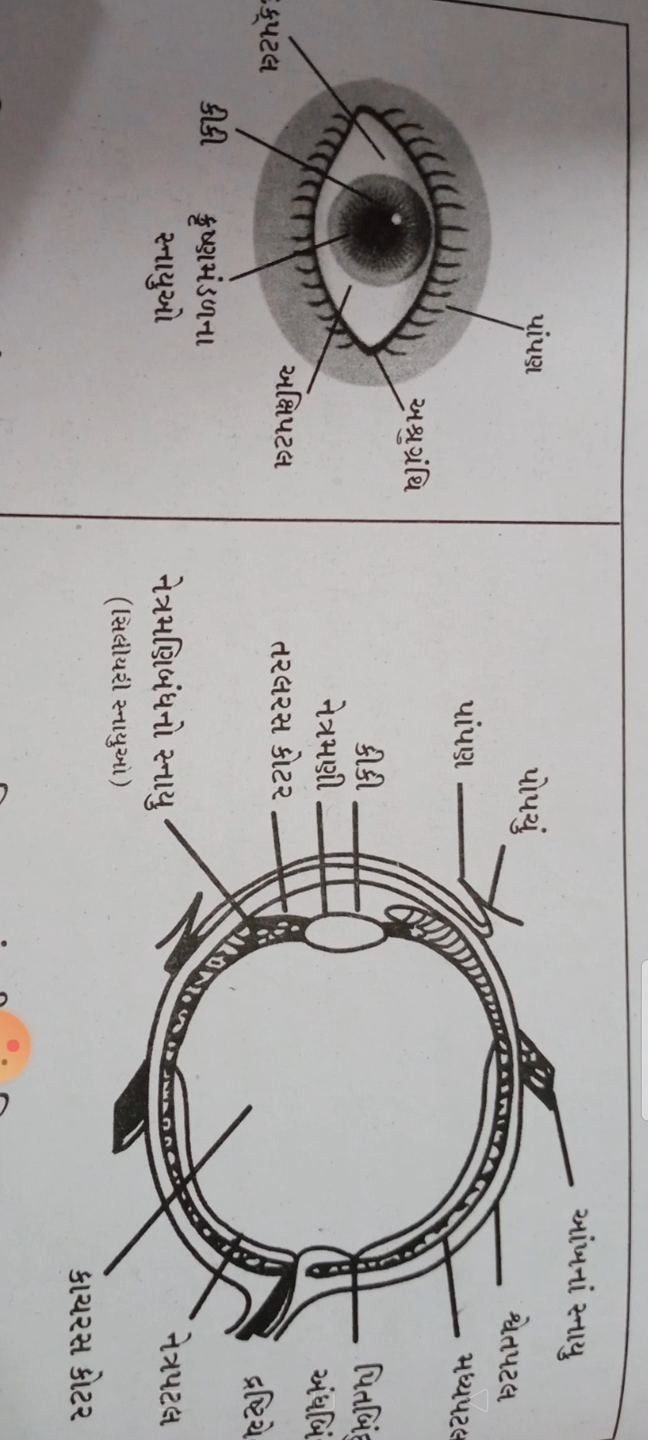 પાંપણ
અશ્રુગ્રંથિ
અક્ષિપટલ
કીકી
કૃષ્ણમંડળના
સ્નાયુઓ
પોપચું
પાંપણ
કીકી
નેત્રમણી
તરલરસ કોટર
નેત્રમણિબંધનો સ્નાયુ
(સિલીયરી સ્નાયુઓ)
આંખનાં સ્નાયુ
શ્વેતપટલ
મધ્યપટલ
નેત્રપટલ
કાચરસ કોટર